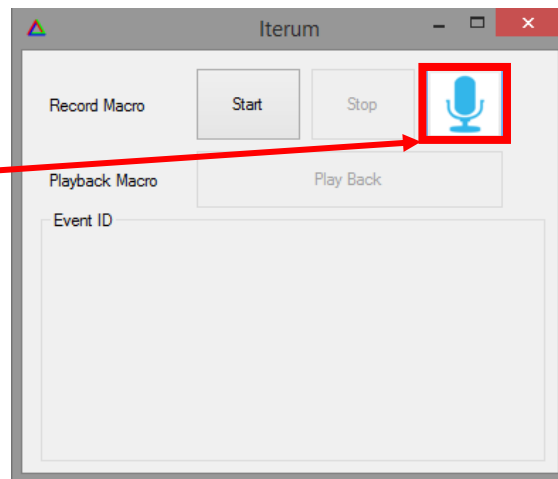 Iterum
Record Macro Start Stop
Playback Macro Play Back
Event ID